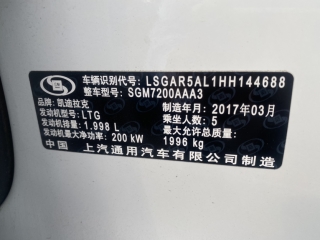 车辆识别代号: LSGAR5AL1HH144688
整车型号: SGM7200AAA3
品牌: 凯迪拉克 制造年月: 2017年03月
发动机型号: LTG 乘坐人数: 5
发动机排量: 1.998 L 最大允许总质量:
发动机最大净功率: 200 kW 1996 kg
中国 上汽通用汽车有限公司制造